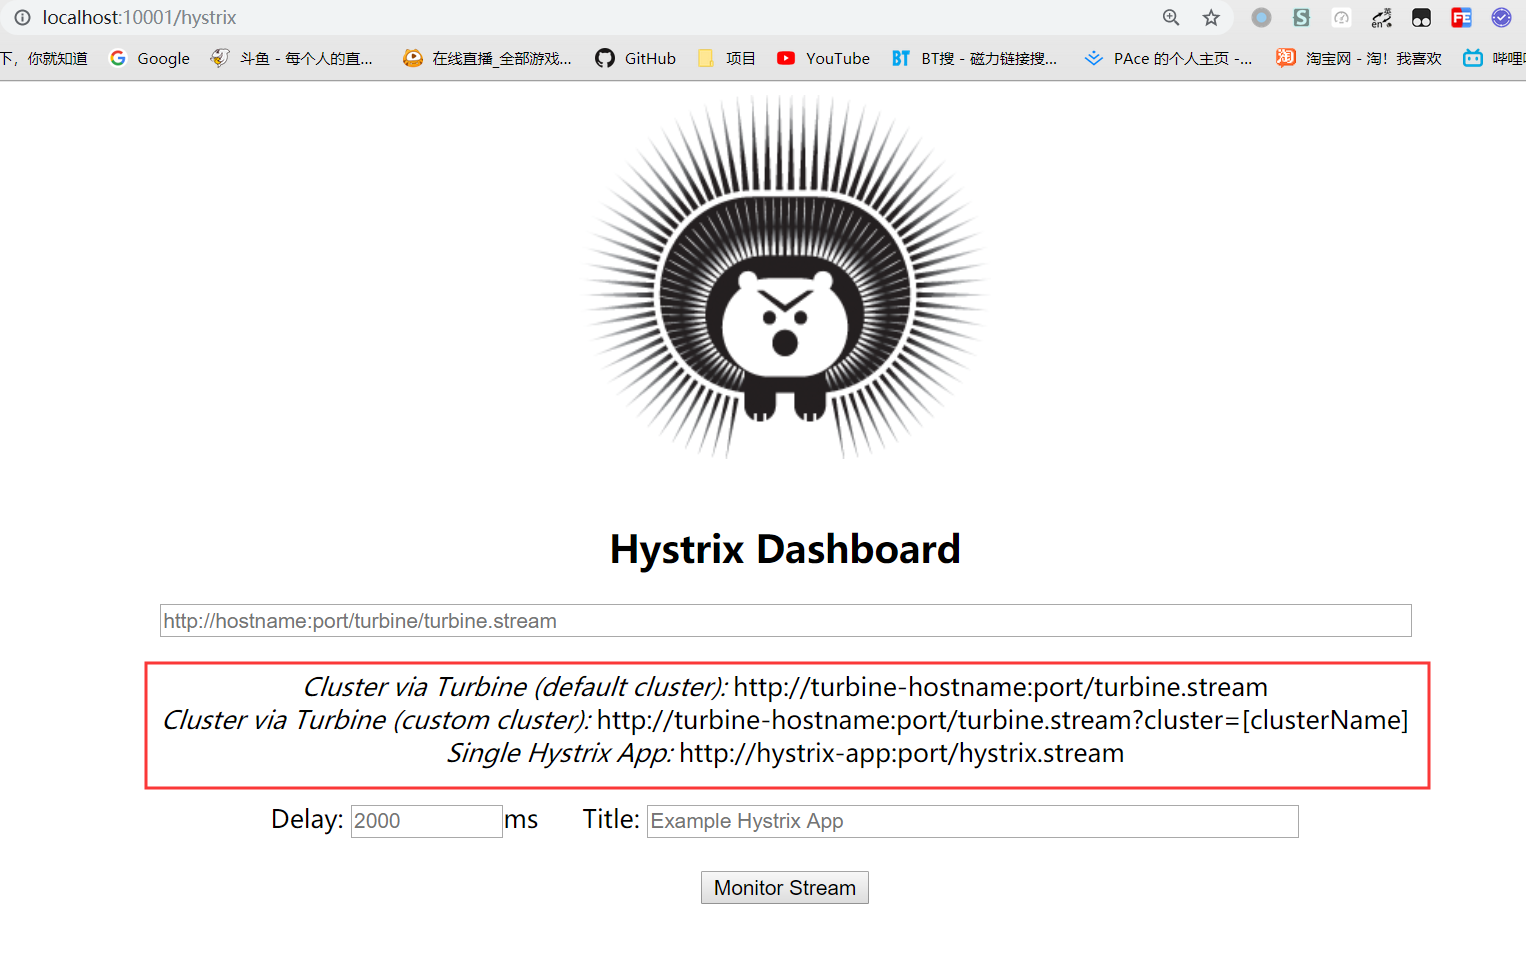 localhost:10001/hystrix
下，你就知道 Google 斗鱼 - 每个人的直... 在线直播_全部游戏... GitHub 项目 YouTube BT BT搜 - 磁力链接搜... PAce 的个人主页 -... 淘 淘宝网 - 淘！我喜欢 哔哩
Hystrix Dashboard
http://hostname:port/turbine/turbine.stream
Cluster via Turbine (default cluster): http://turbine-hostname:port/turbine.stream
Cluster via Turbine (custom cluster): http://turbine-hostname:port/turbine.stream?cluster=[clusterName]
Single Hystrix App: http://hystrix-app:port/hystrix.stream
Delay: 2000 ms Title: Example Hystrix App
Monitor Stream